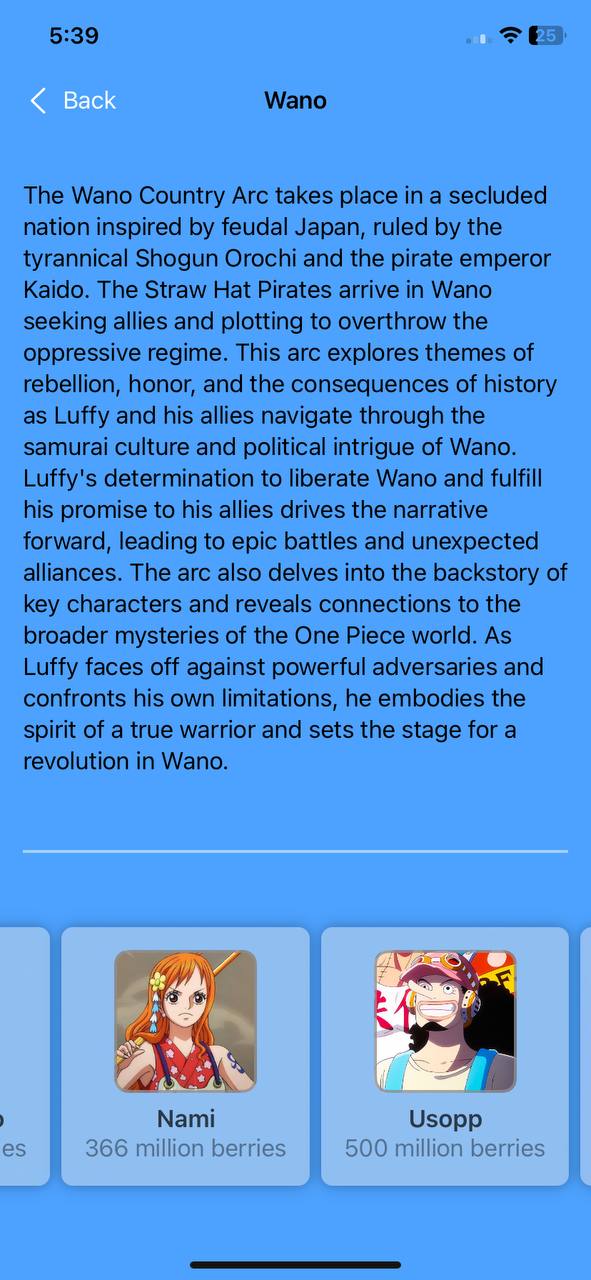 5:39
25
Back
Wano
The Wano Country Arc takes place in a secluded
nation inspired by feudal Japan, ruled by the
tyrannical Shogun Orochi and the pirate emperor
Kaido. The Straw Hat Pirates arrive in Wano
seeking allies and plotting to overthrow the
oppressive regime. This arc explores themes of
rebellion, honor, and the consequences of history
as Luffy and his allies navigate through the
samurai culture and political intrigue of Wano.
Luffy's determination to liberate Wano and fulfill
his promise to his allies drives the narrative
forward, leading to epic battles and unexpected
alliances. The arc also delves into the backstory of
key characters and reveals connections to the
broader mysteries of the One Piece world. As
Luffy faces off against powerful adversaries and
confronts his own limitations, he embodies the
spirit of a true warrior and sets the stage for a
revolution in Wano.
Nami
366 million berries
Usopp
500 million berries